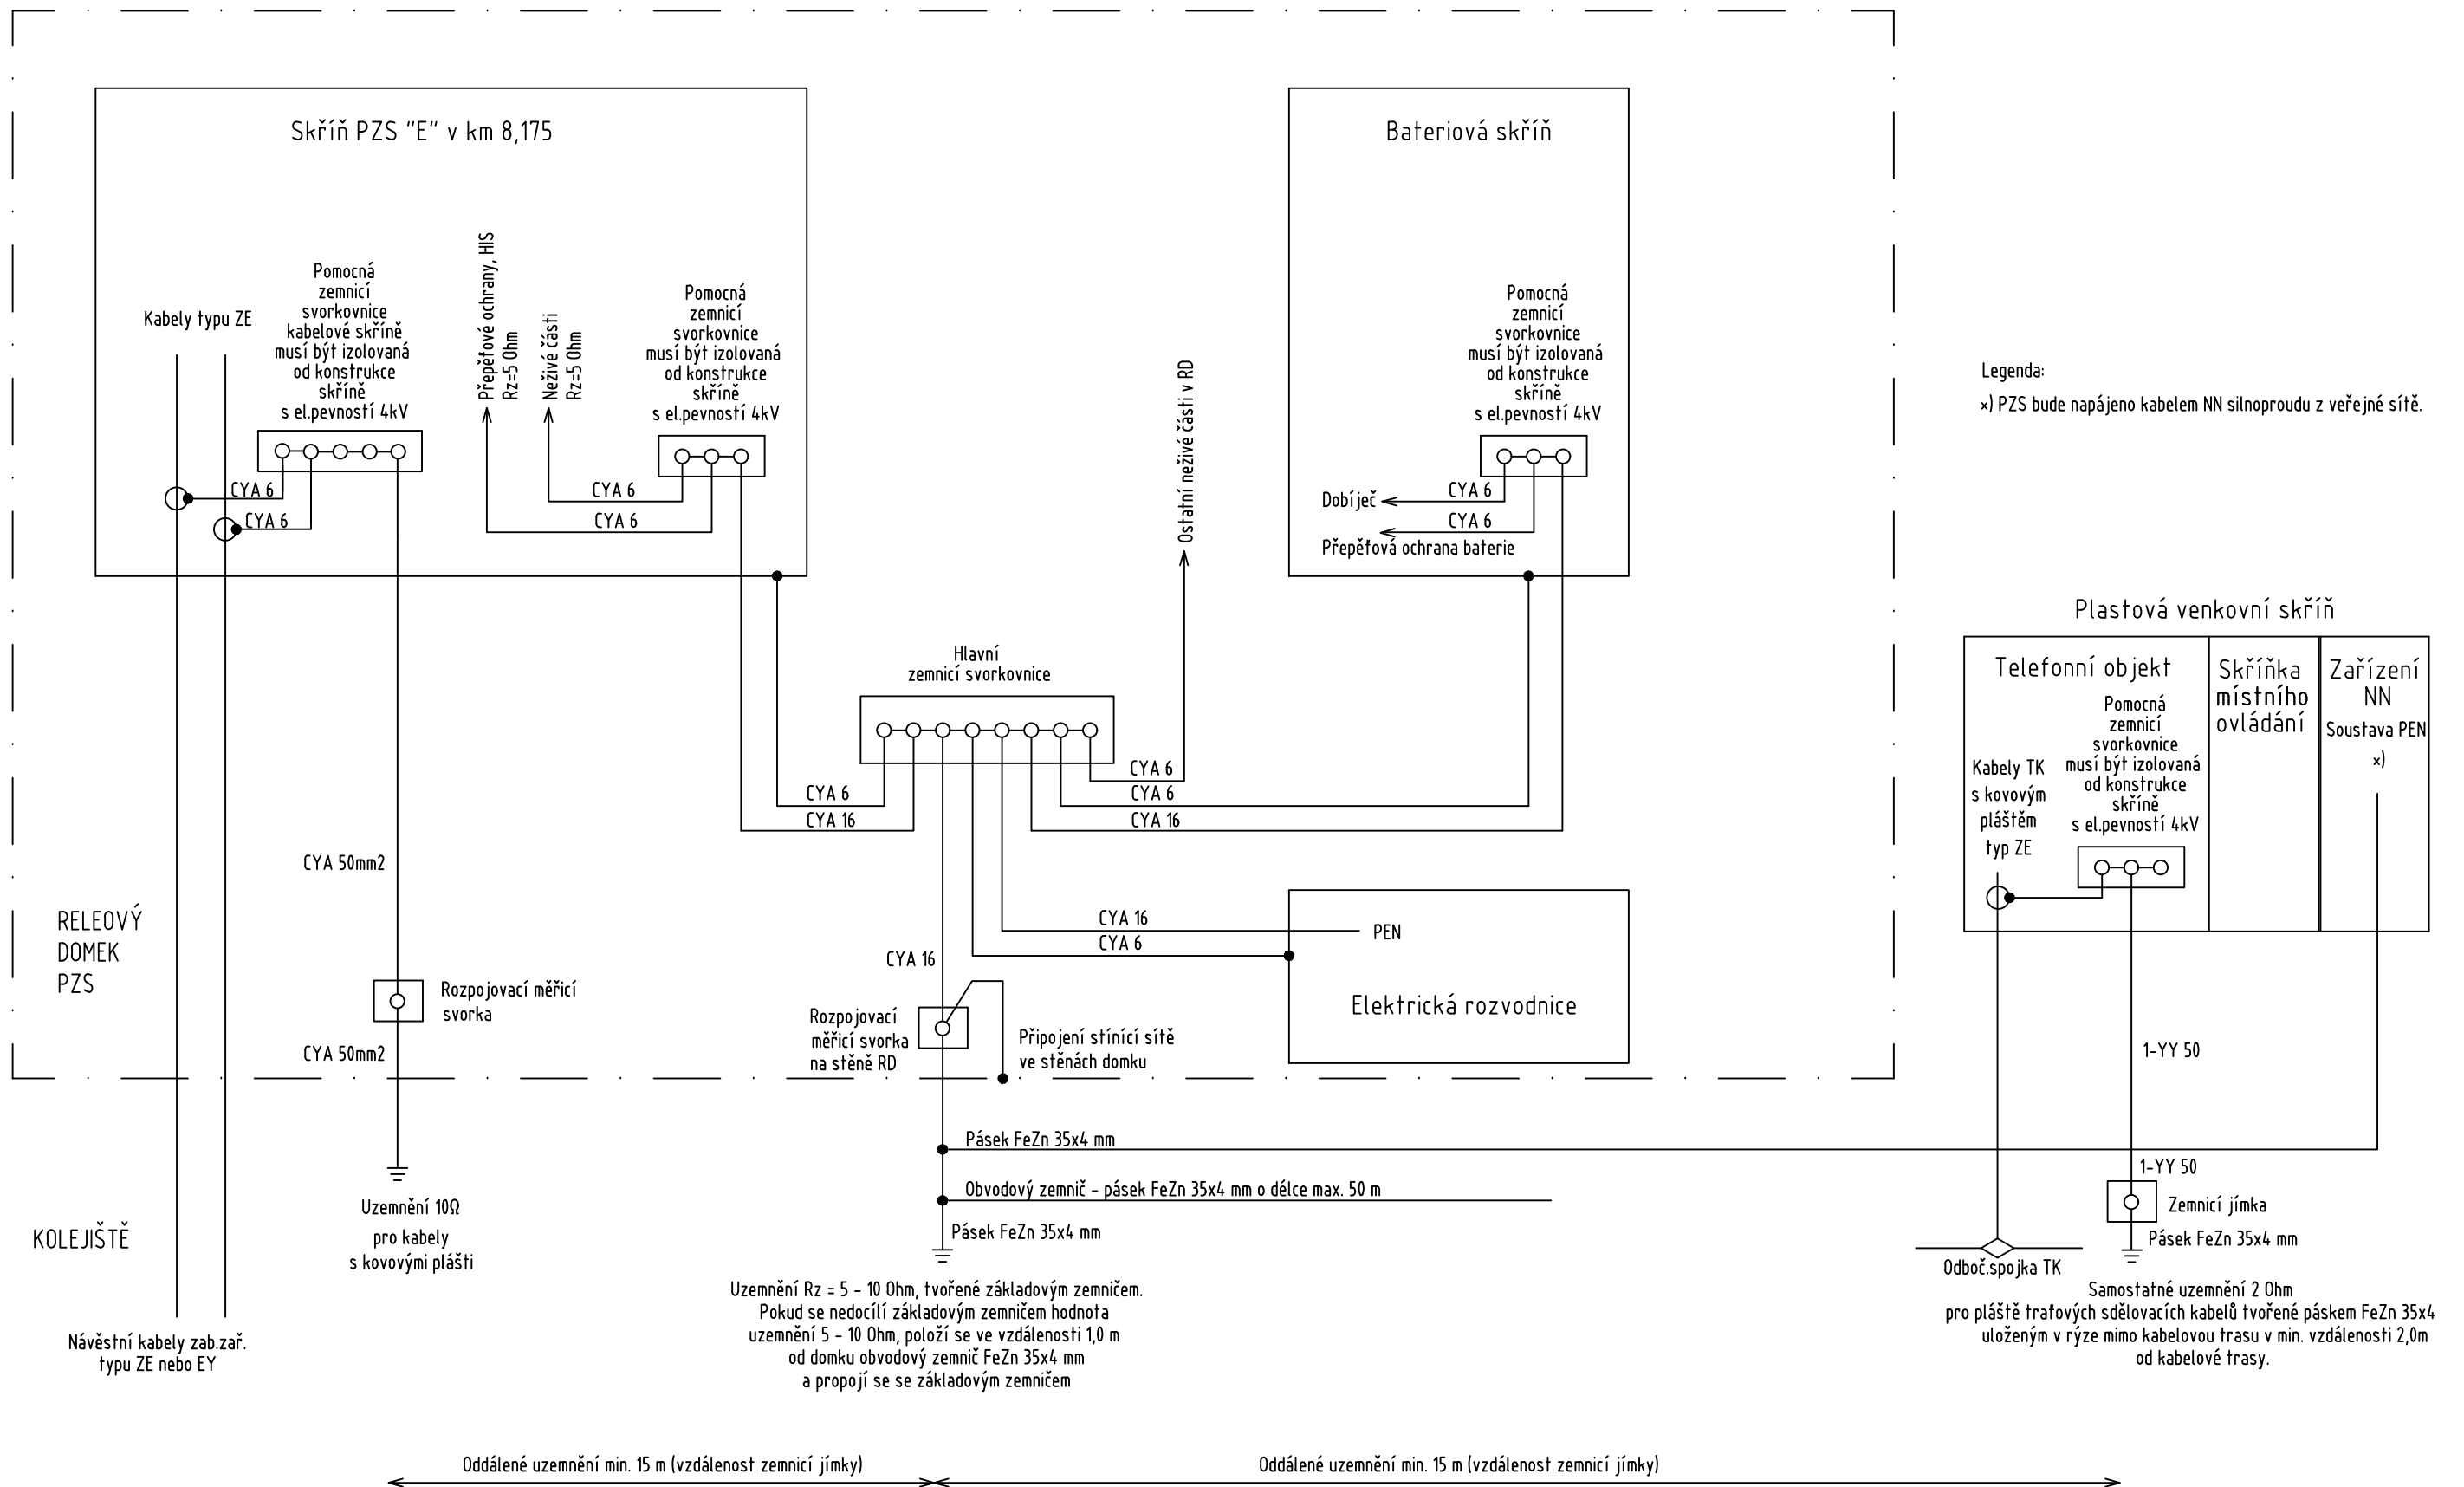 Skříň PZS "E" v km 8,175
Bateriová skříň
Kabely typu ZE
Pomocná
zemnicí
svorkovnice
kabelové skříně
musí být izolovaná
od konstrukce
skříně
s el.pevností 4kV
Přepěťové ochrany, HIS
Rz=5 Ohm
Neživé části
Rz=5 Ohm
Pomocná
zemnicí
svorkovnice
musí být izolovaná
od konstrukce
skříně
s el.pevností 4kV
CYA 6
CYA 6
CYA 6
CYA 6
Ostatní neživé části v RD
Pomocná
zemnicí
svorkovnice
musí být izolovaná
od konstrukce
skříně
s el.pevností 4kV
Dobíječ
CYA 6
CYA 6
Přepěťová ochrana baterie
Legenda:
×) PZS bude napájeno kabelem NN silnoproudu z veřejné sítě.
Hlavní
zemnicí svorkovnice
CYA 6
CYA 16
CYA 6
CYA 6
CYA 16
CYA 50mm2
CYA 16
CYA 6
PEN
CYA 16
Elektrická rozvodnice
RELEOVÝ
DOMEK
PZS
Rozpojovací měřicí
svorka
CYA 50mm2
Rozpojovací
měřicí svorka
na stěně RD
Připojení stínící sítě
ve stěnách domku
Plastová venkovní skříň
Telefonní objekt
Skříňka
místního
ovládání
Zařízení
NN
Soustava PEN
×)
Pomocná
zemnicí
svorkovnice
musí být izolovaná
od konstrukce
skříně
s el.pevností 4kV
Kabely TK
s kovovým
pláštěm
typ ZE
1-YY 50
1-YY 50
Zemnicí jímka
Pásek FeZn 35x4 mm
Odboč.spojka TK
Samostatné uzemnění 2 Ohm
pro pláště traťových sdělovacích kabelů tvořené páskem FeZn 35x4
uloženým v rýze mimo kabelovou trasu v min. vzdálenosti 2,0m
od kabelové trasy.
Pásek FeZn 35x4 mm
Obvodový zemnič - pásek FeZn 35x4 mm o délce max. 50 m
Pásek FeZn 35x4 mm
Uzemnění 10Ω
pro kabely
s kovovými plášti
KOLEJIŠTĚ
Uzemnění Rz = 5 - 10 Ohm, tvořené základovým zemničem.
Pokud se nedocílí základovým zemničem hodnota
uzemnění 5 - 10 Ohm, položí se ve vzdálenosti 1,0 m
od domku obvodový zemnič FeZn 35x4 mm
a propojí se se základovým zemničem
Návěstní kabely zab.zař.
typu ZE nebo EY
Oddálené uzemnění min. 15 m (vzdálenost zemnicí jímky)
Oddálené uzemnění min. 15 m (vzdálenost zemnicí jímky)